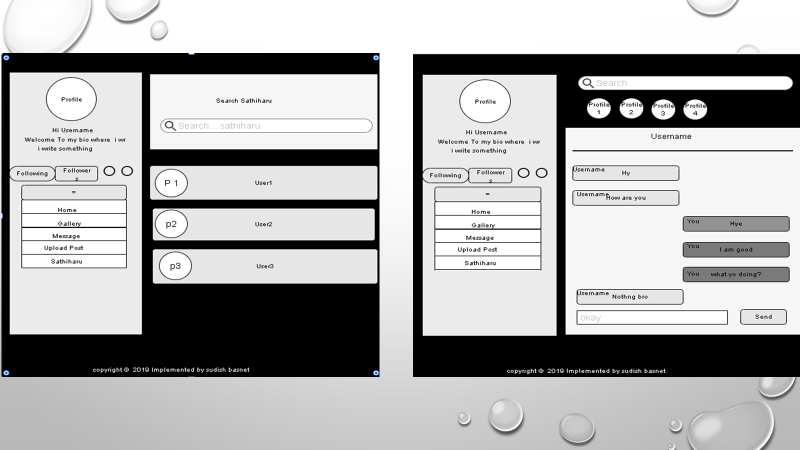 Profile
Hi Username
Welcome To my bio where i wr
i write something
Following
Follower
s
=
Home
Gallery
Message
Upload Post
Sathiharu
Search Sathiharu
Search... sathiharu
P 1
User1
p2
User2
p3
User3
copyright © 2019 Implemented by sudish basnet
Profile
Hi Username
Welcome To my bio where i wr
i write something
Following
Follower
s
=
Home
Gallery
Message
Upload Post
Sathiharu
Search...
Profile
1
Profile
2
Profile
3
Profile
4
Username
Username
Hy
Username
How are you
You Hye
You I am good
You what yo doing?
Username
Nothng bro
okay
Send
copyright © 2019 Implemented by sudish basnet